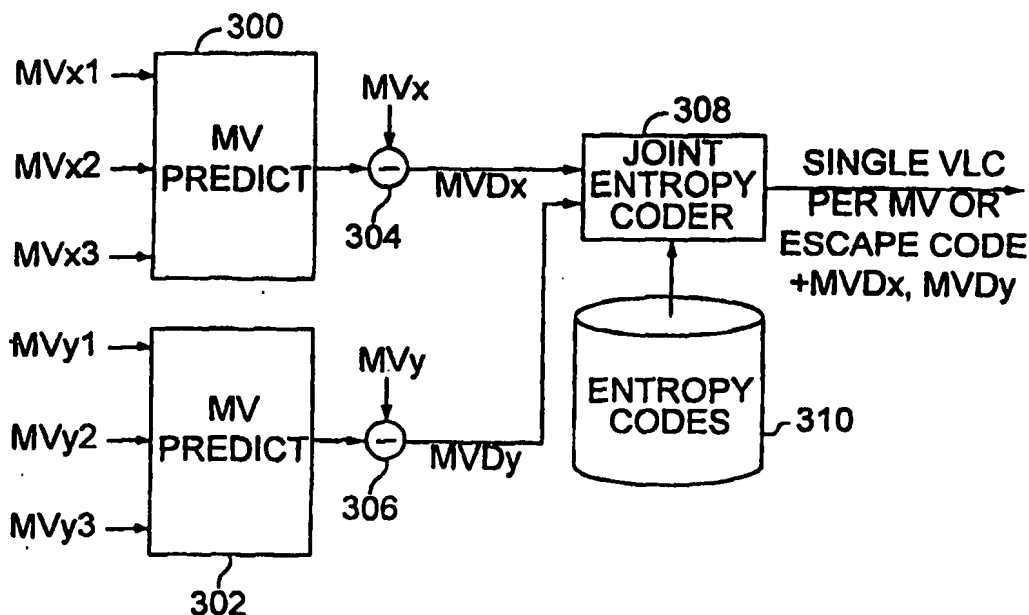 300
MVx1
MVx2
MVx3
MV
PREDICT
MVx
304
MVDx
308
JOINT
ENTROPY
CODER
SINGLE VLC
PER MV OR
ESCAPE CODE
+MVDx, MVDy
MVy1
MVy2
MVy3
MV
PREDICT
302
MVy
306
MVDy
ENTROPY
CODES
310